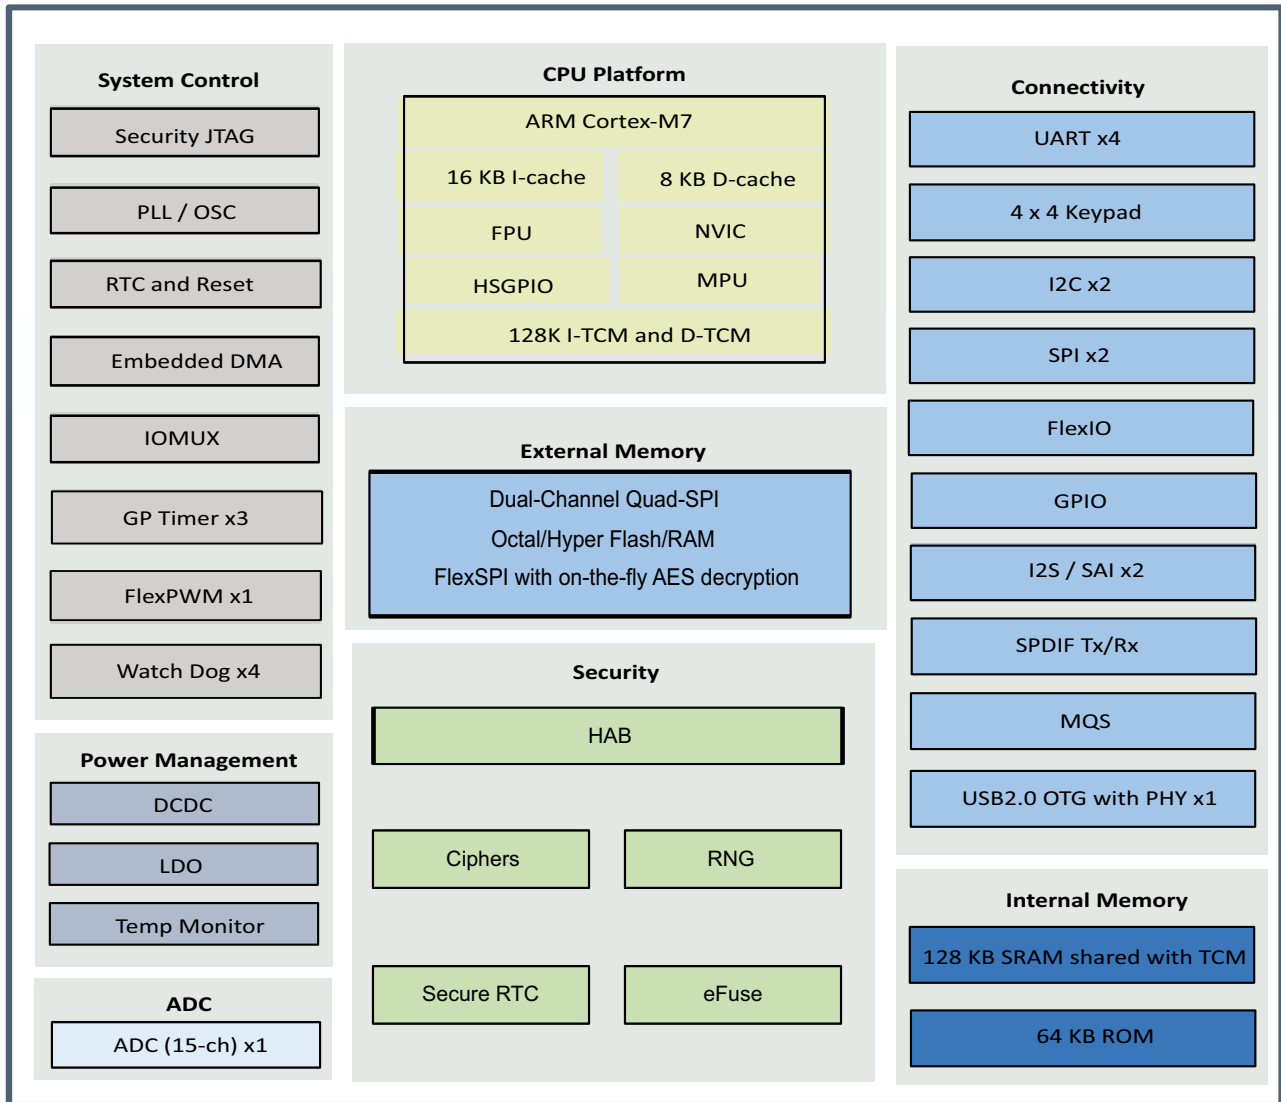 System Control
Security JTAG
PLL / OSC
RTC and Reset
Embedded DMA
IOMUX
GP Timer x3
FlexPWM x1
Watch Dog x4
Power Management
DCDC
LDO
Temp Monitor
ADC
ADC (15-ch) x1
CPU Platform
ARM Cortex-M7
16 KB I-cache
8 KB D-cache
FPU
NVIC
HSGPIO
MPU
128K I-TCM and D-TCM
External Memory
Dual-Channel Quad-SPI
Octal/Hyper Flash/RAM
FlexSPI with on-the-fly AES decryption
Security
HAB
Ciphers
RNG
Secure RTC
eFuse
Connectivity
UART x4
4 x 4 Keypad
I2C x2
SPI x2
FlexIO
GPIO
I2S / SAI x2
SPDIF Tx/Rx
MQS
USB2.0 OTG with PHY x1
Internal Memory
128 KB SRAM shared with TCM
64 KB ROM